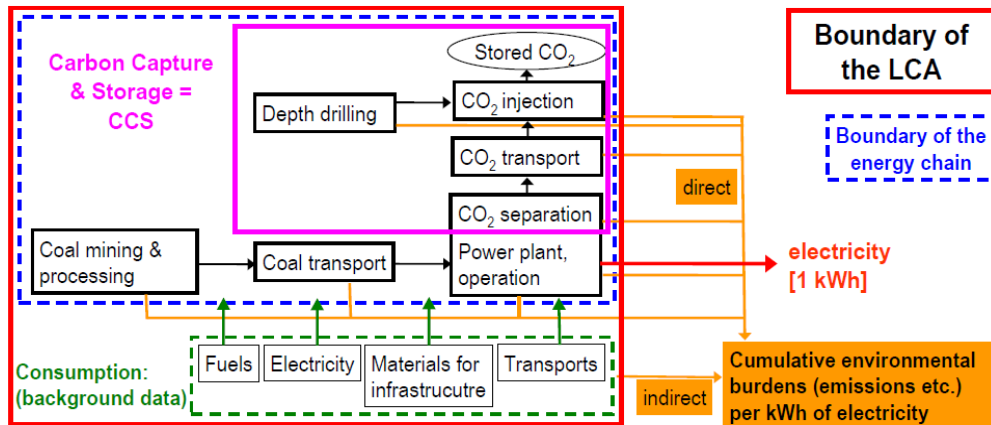 Carbon Capture
& Storage =
CCS
Stored CO₂
Depth drilling
CO₂ injection
CO₂ transport
CO₂ separation
Power plant,
operation
Coal mining &
processing
Coal transport
Boundary of
the LCA
Boundary of the
energy chain
direct
electricity
[1 kWh]
Consumption:
(background data)
Fuels
Electricity
Materials for
infrastrucutre
Transports
indirect
Cumulative environmental
burdens (emissions etc.)
per kWh of electricity